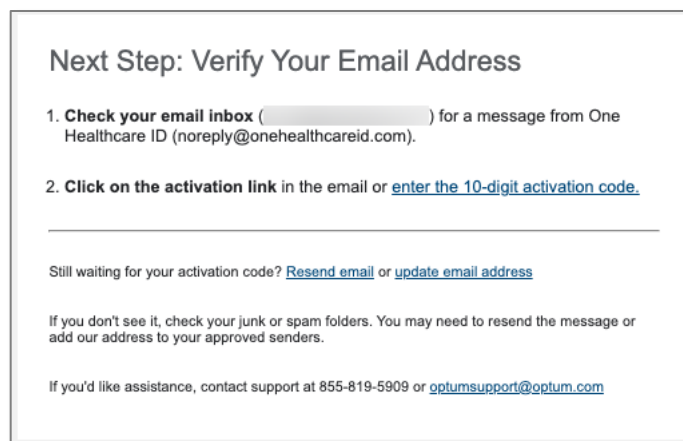 Next Step: Verify Your Email Address
1. Check your email inbox ( ) for a message from One
Healthcare ID (noreply@onehealthcareid.com).
2. Click on the activation link in the email or enter the 10-digit activation code.
Still waiting for your activation code? Resend email or update email address
If you don't see it, check your junk or spam folders. You may need to resend the message or
add our address to your approved senders.
If you'd like assistance, contact support at 855-819-5909 or optumsupport@optum.com